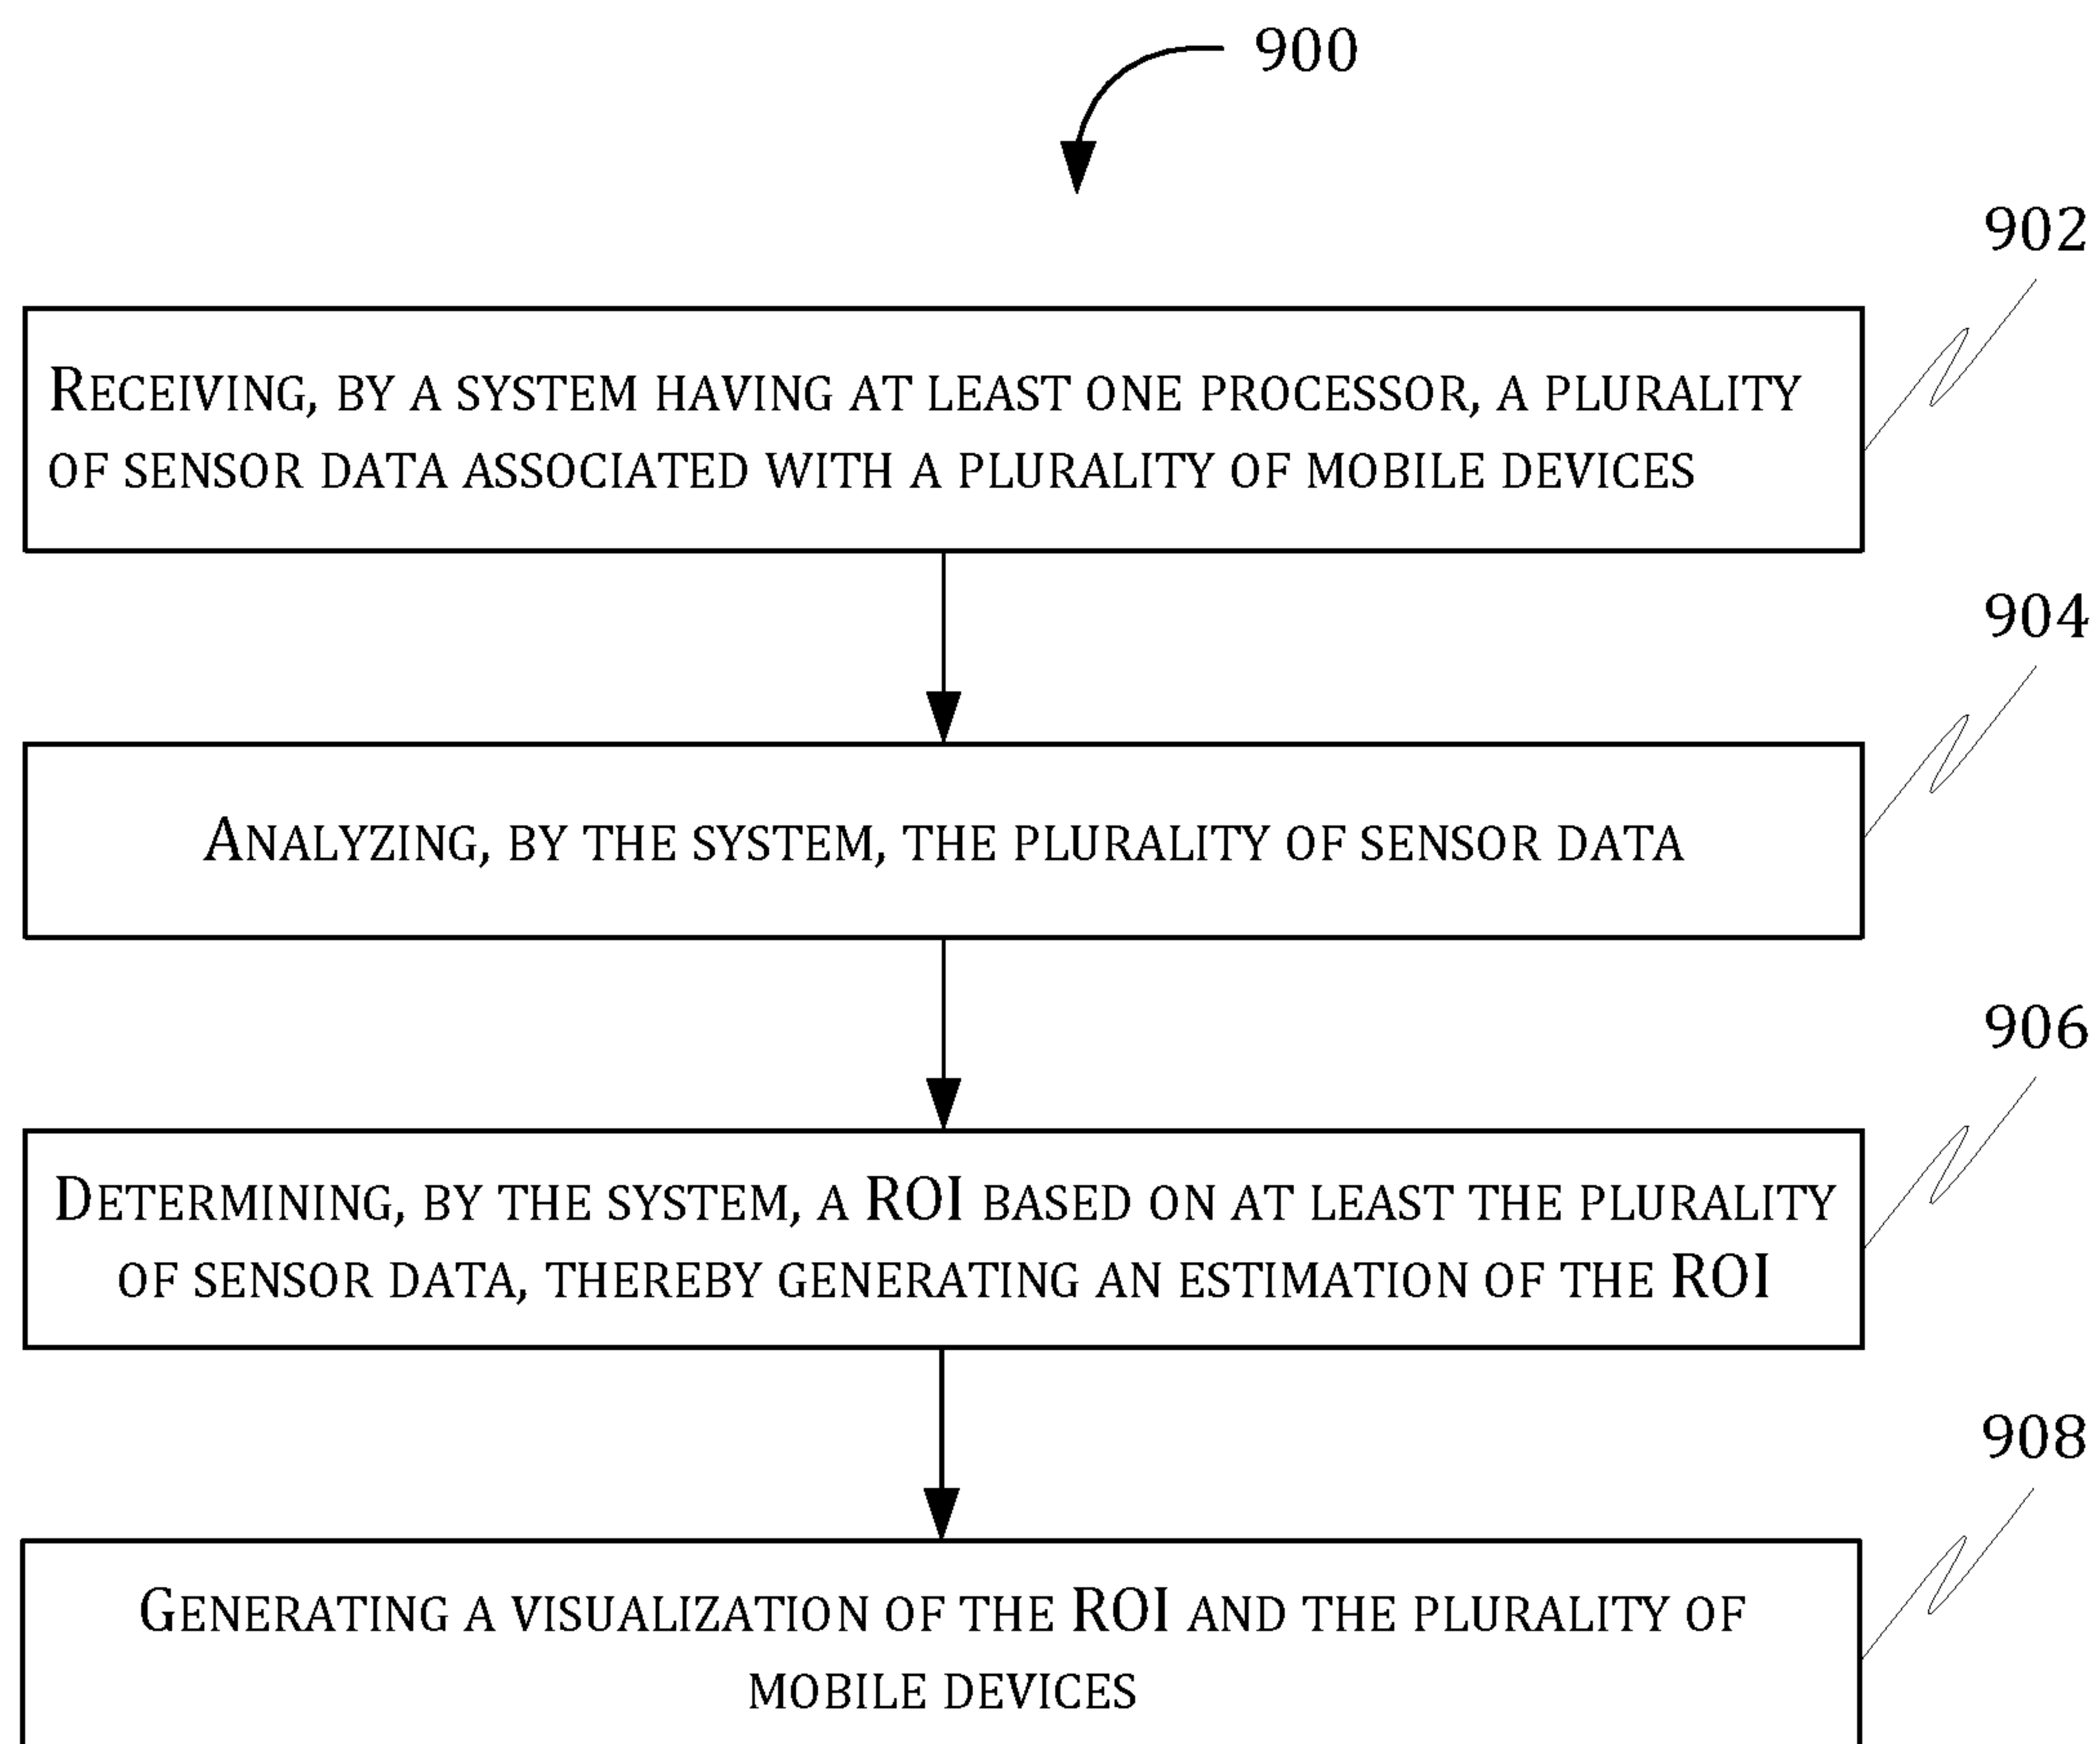 900
902
RECEIVING, BY A SYSTEM HAVING AT LEAST ONE PROCESSOR, A PLURALITY
OF SENSOR DATA ASSOCIATED WITH A PLURALITY OF MOBILE DEVICES
904
ANALYZING, BY THE SYSTEM, THE PLURALITY OF SENSOR DATA
906
DETERMINING, BY THE SYSTEM, A ROI BASED ON AT LEAST THE PLURALITY
OF SENSOR DATA, THEREBY GENERATING AN ESTIMATION OF THE ROI
908
GENERATING A VISUALIZATION OF THE ROI AND THE PLURALITY OF
MOBILE DEVICES